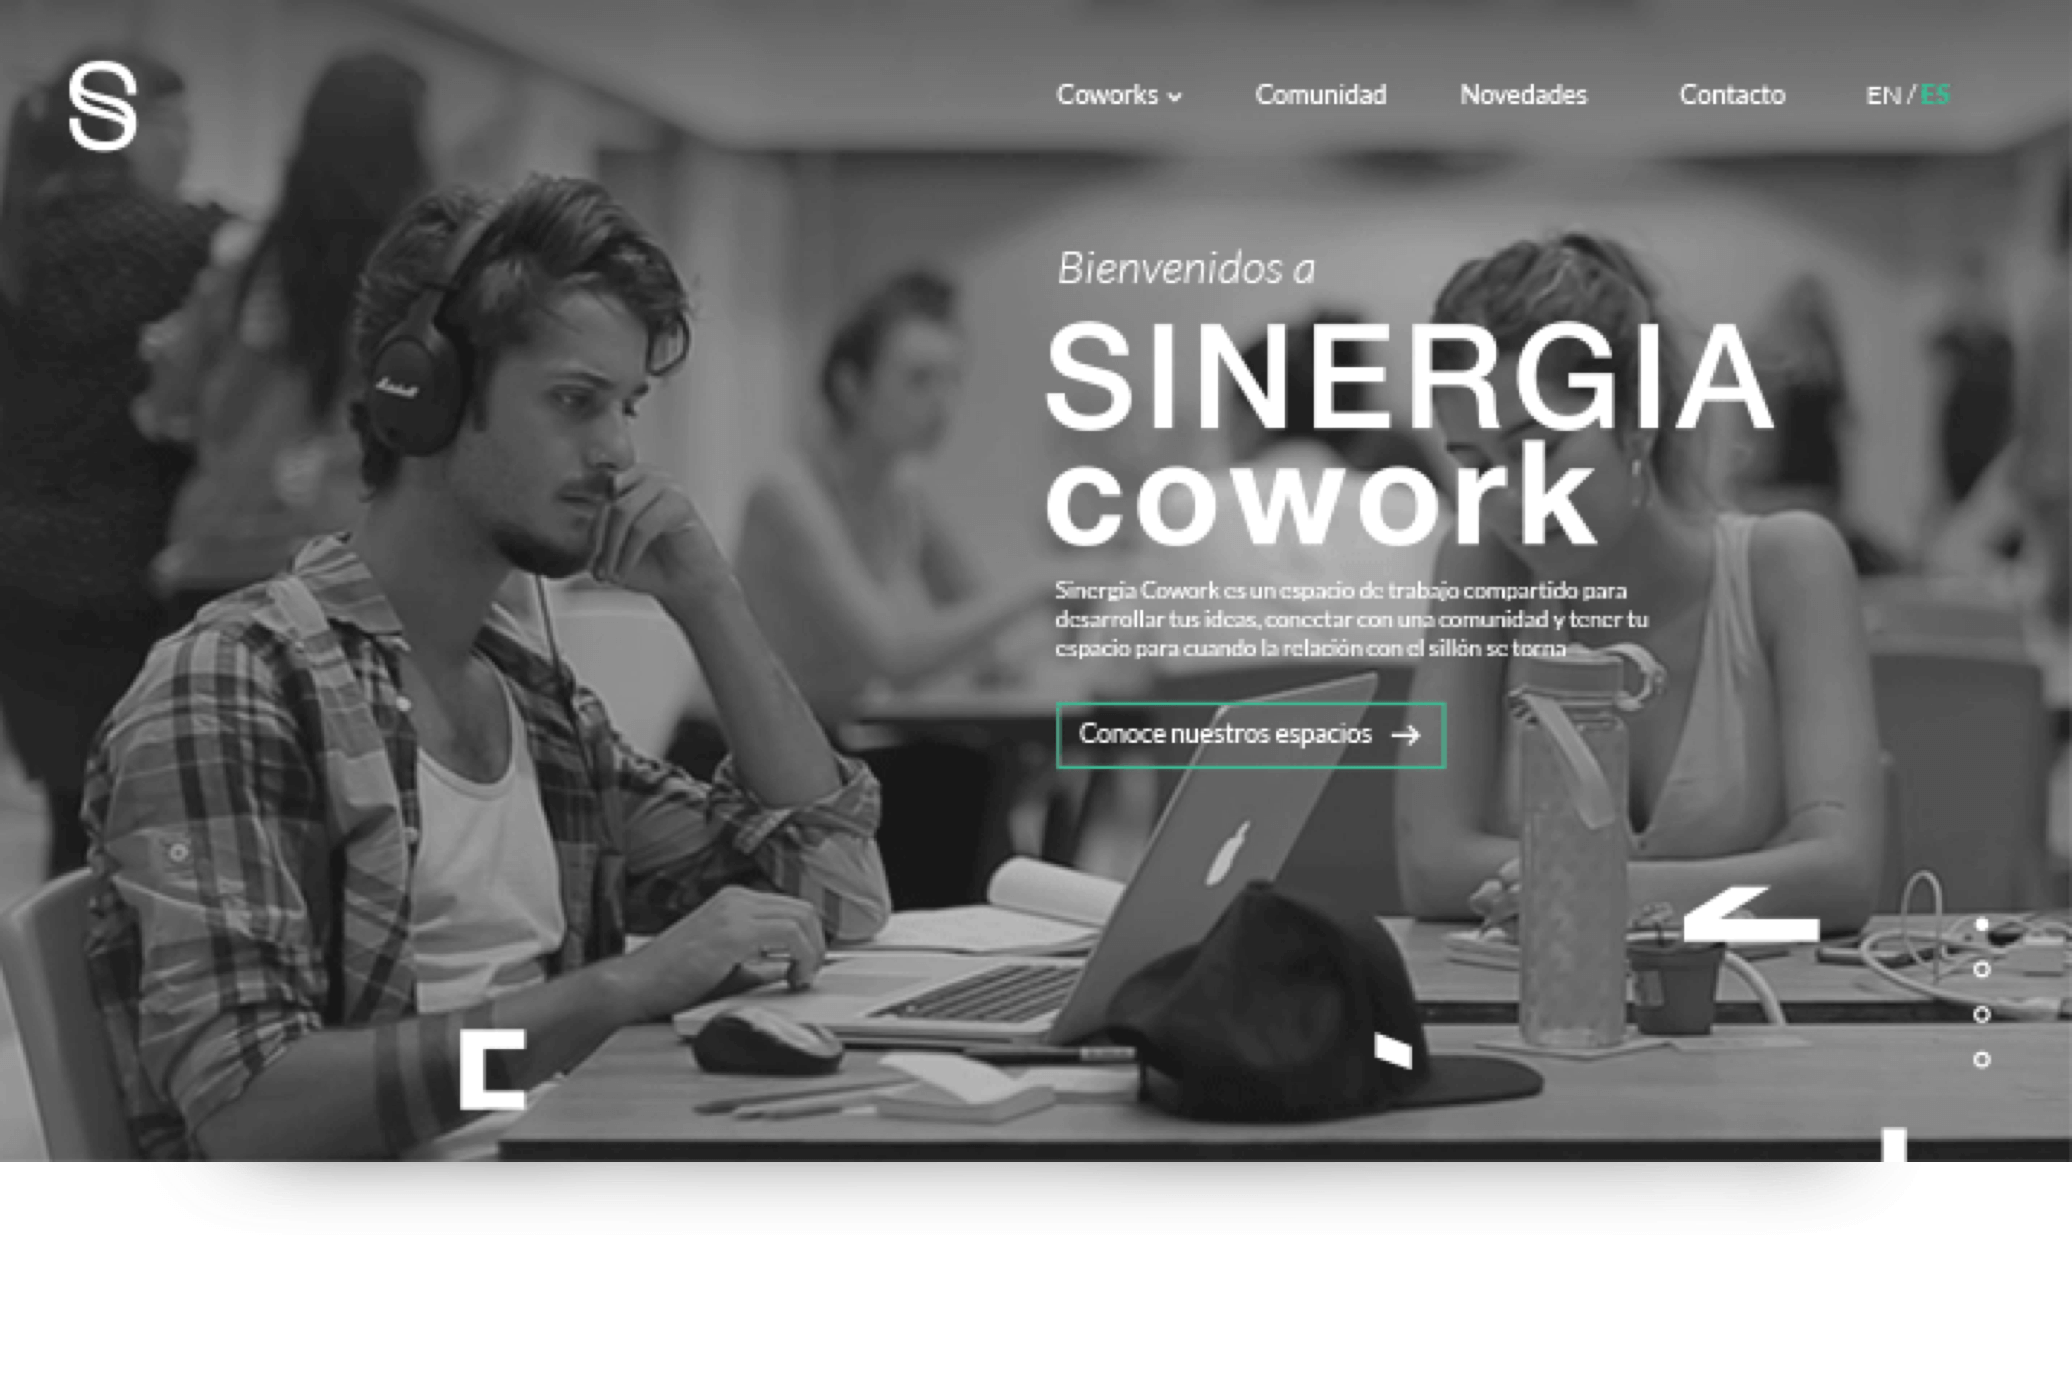 S
Coworks Comunidad Novedades Contacto EN/ES
Bienvenidos a
SINERGIA
cowork
Sinergia Cowork es un espacio de trabajo compartido para
desarrollar tus ideas, conectar con una comunidad y tener tu
espacio para cuando la relación con el sillón se torna
Conoce nuestros espacios →
Marshall